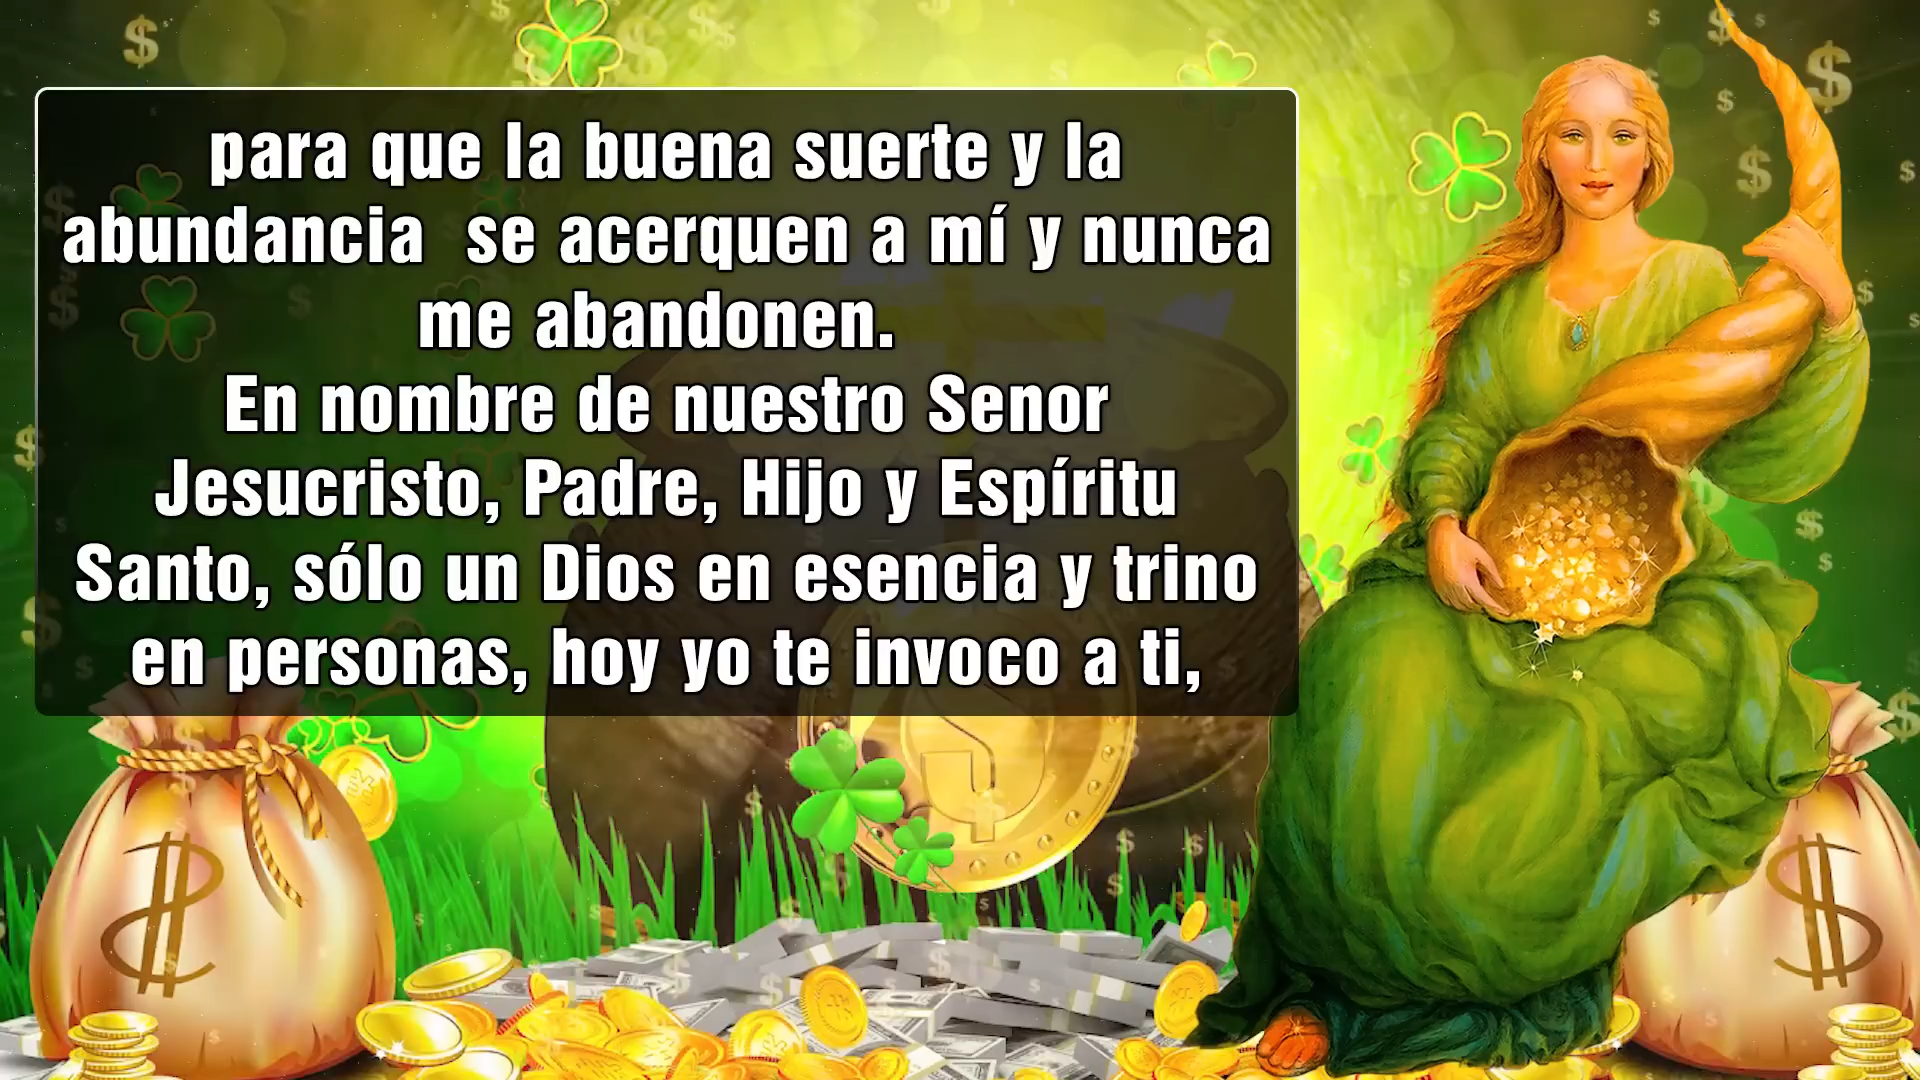 para que la buena suerte y la
abundancia  se acerquen a mí y nunca
me abandonen.
En nombre de nuestro Senor
Jesucristo, Padre, Hijo y Espíritu
Santo, sólo un Dios en esencia y trino
en personas, hoy yo te invoco a ti,